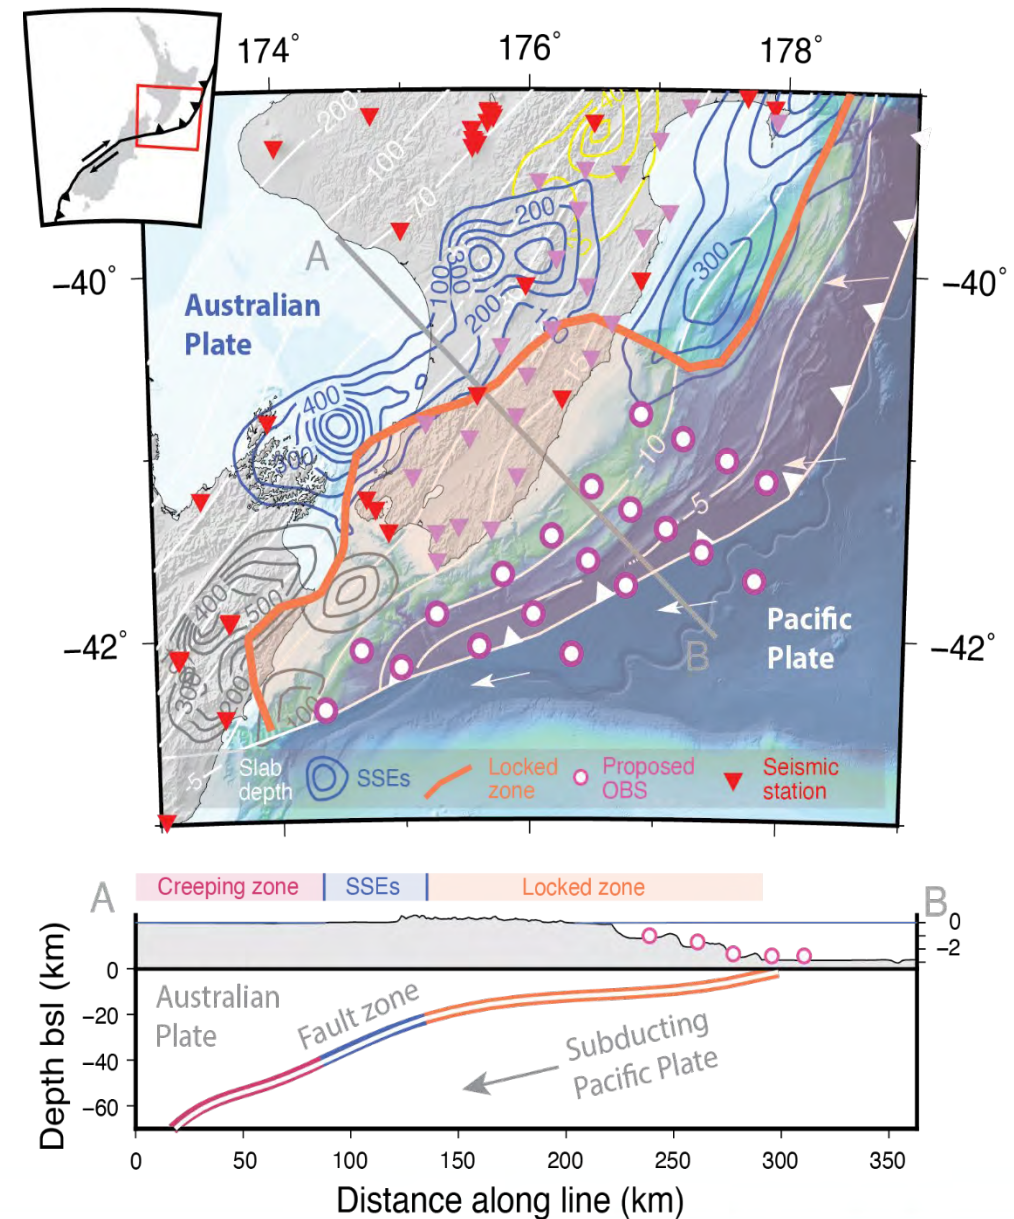 174° 176° 178°
-200
-100
-70
A
200
300
300
100
200
100
-15
300
−40° −40°
Australian
Plate
400
300
-10
-5
400
500
300
200
100
Pacific
Plate
B
−42° −42°
-5
Slab
depth
SSEs
Locked
zone
Proposed
OBS
Seismic
station
Creeping zone SSEs Locked zone
A B
0
−2
Depth bsl (km)
0
−20
−40
−60
Australian
Plate
Fault zone
Subducting
Pacific Plate
0 50 100 150 200 250 300 350
Distance along line (km)